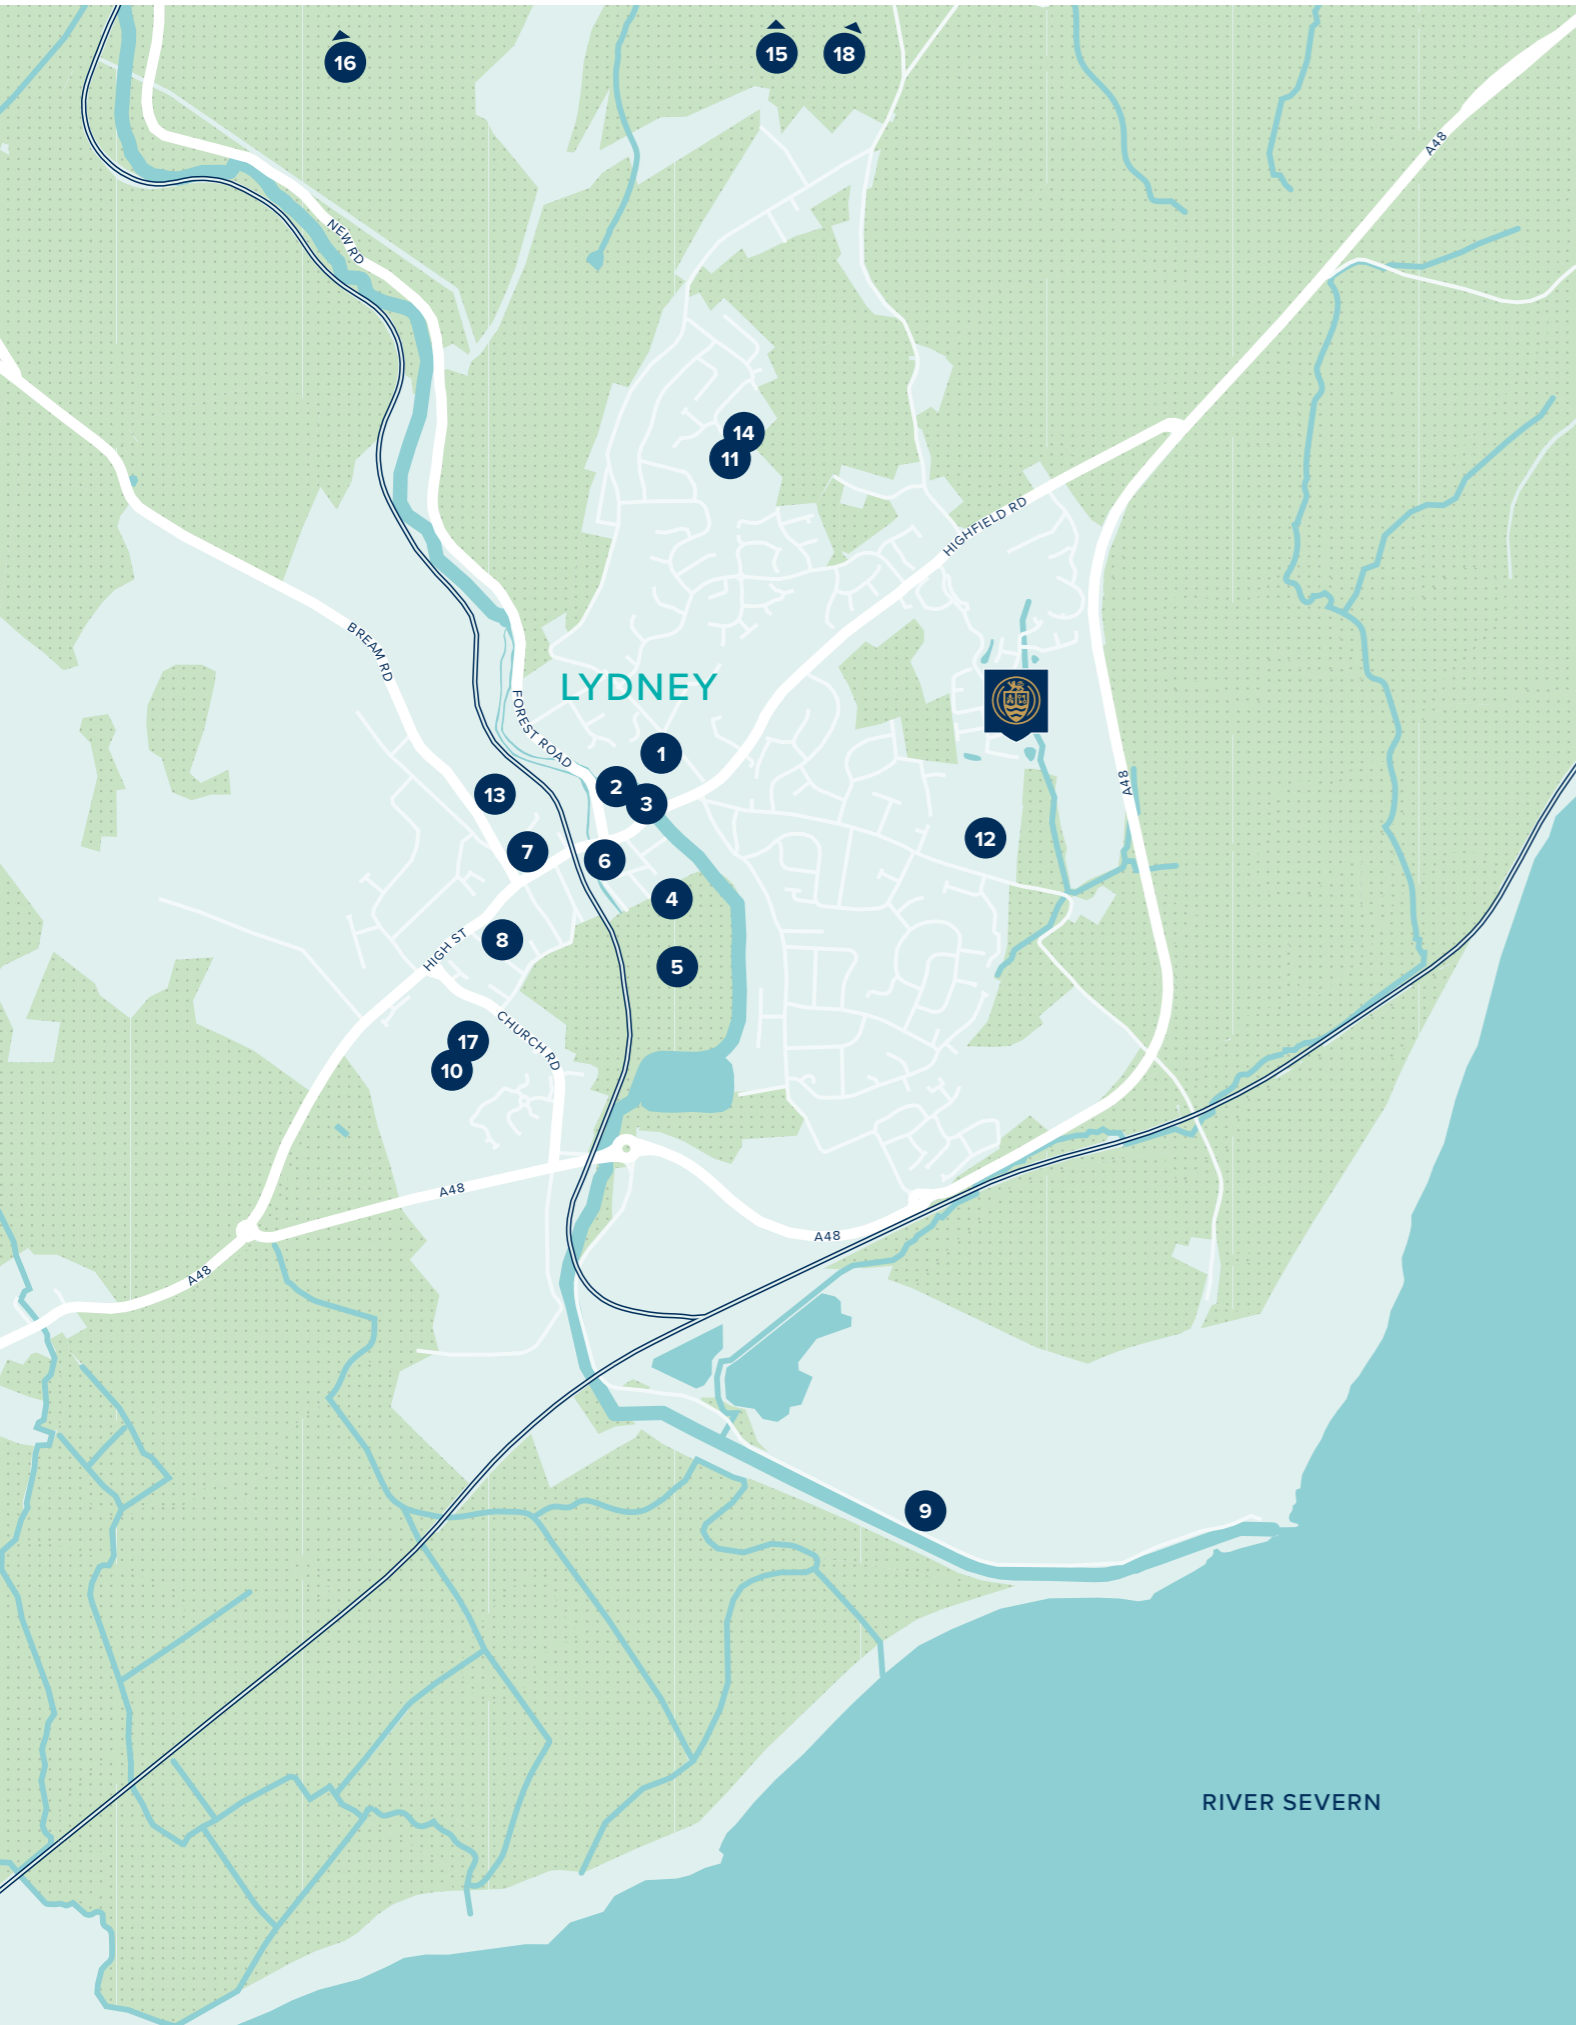 16
15
18
A48
NEW RD
14
11
HIGHFIELD RD
BREAM RD
LYDNEY
FOREST ROAD
1
2
3
13
A48
7
6
12
4
HIGH ST
8
5
CHURCH RD
17
10
A48
A48
A48
9
RIVER SEVERN